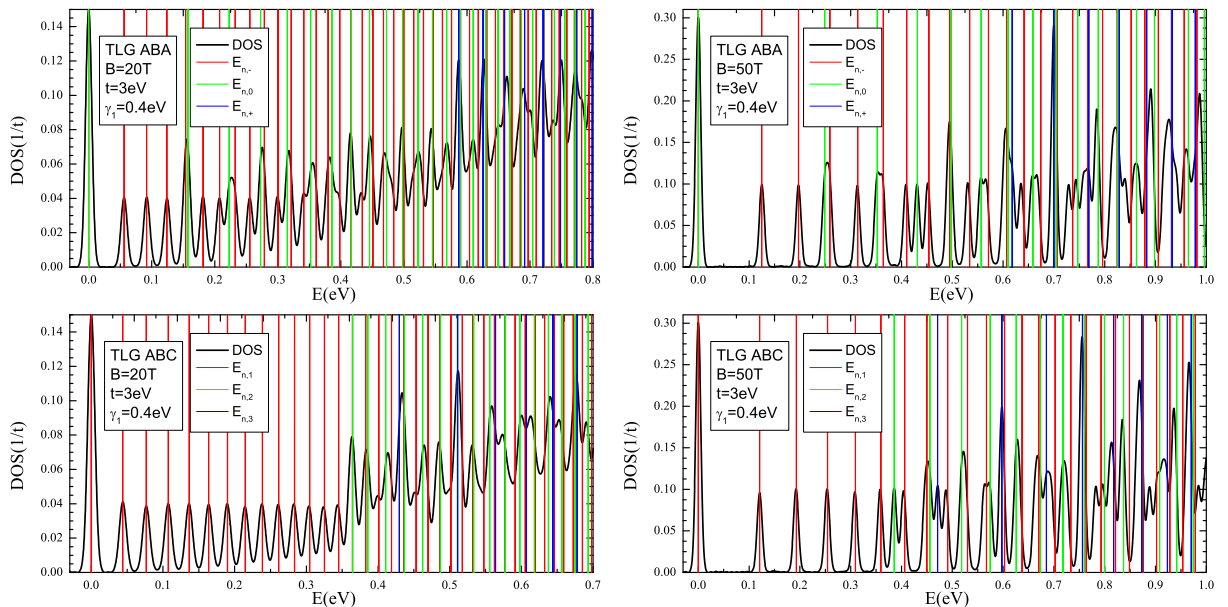 DOS(1/t)
0.14
0.12
0.10
0.08
0.06
0.04
0.02
0.00
TLG ABA
B=20T
t=3eV
γ1=0.4eV
DOS
En,-
En,0
En,+
0.0 0.1 0.2 0.3 0.4 0.5 0.6 0.7 0.8
E(eV)
DOS(1/t)
0.30
0.25
0.20
0.15
0.10
0.05
0.00
TLG ABA
B=50T
t=3eV
γ1=0.4eV
DOS
En,-
En,0
En,+
0.0 0.1 0.2 0.3 0.4 0.5 0.6 0.7 0.8 0.9 1.0
E(eV)
DOS(1/t)
0.14
0.12
0.10
0.08
0.06
0.04
0.02
0.00
TLG ABC
B=20T
t=3eV
γ1=0.4eV
DOS
En,1
En,2
En,3
0.0 0.1 0.2 0.3 0.4 0.5 0.6 0.7
E(eV)
DOS(1/t)
0.30
0.25
0.20
0.15
0.10
0.05
0.00
TLG ABC
B=50T
t=3eV
γ1=0.4eV
DOS
En,1
En,2
En,3
0.0 0.1 0.2 0.3 0.4 0.5 0.6 0.7 0.8 0.9 1.0
E(eV)